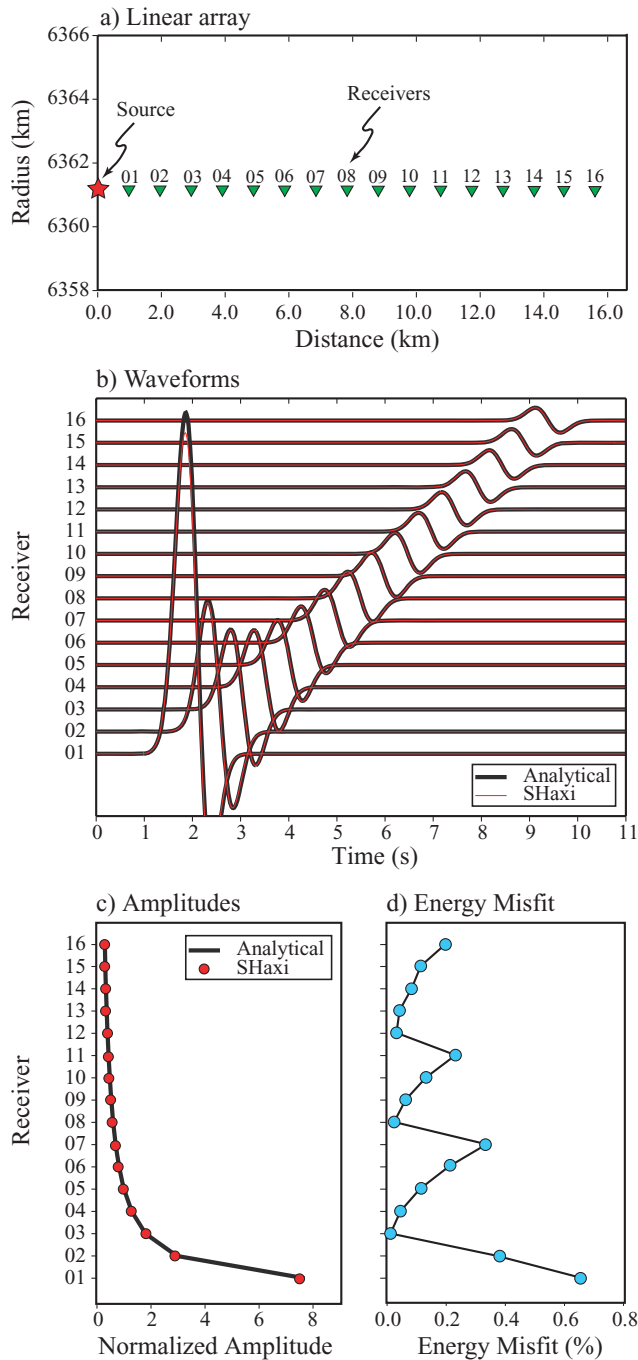 a) Linear array
6366
6364
6362
6360
6358
Radius (km)
Source
Receivers
01 02 03 04 05 06 07 08 09 10 11 12 13 14 15 16
0.0 2.0 4.0 6.0 8.0 10.0 12.0 14.0 16.0
Distance (km)
b) Waveforms
16
15
14
13
12
11
10
09
08
07
06
05
04
03
02
01
Receiver
Analytical
SHaxi
0 1 2 3 4 5 6 7 8 9 10 11
Time (s)
c) Amplitudes
16
15
14
13
12
11
10
09
08
07
06
05
04
03
02
01
Receiver
Analytical
SHaxi
0 2 4 6 8
Normalized Amplitude
d) Energy Misfit
0.0 0.2 0.4 0.6 0.8
Energy Misfit (%)